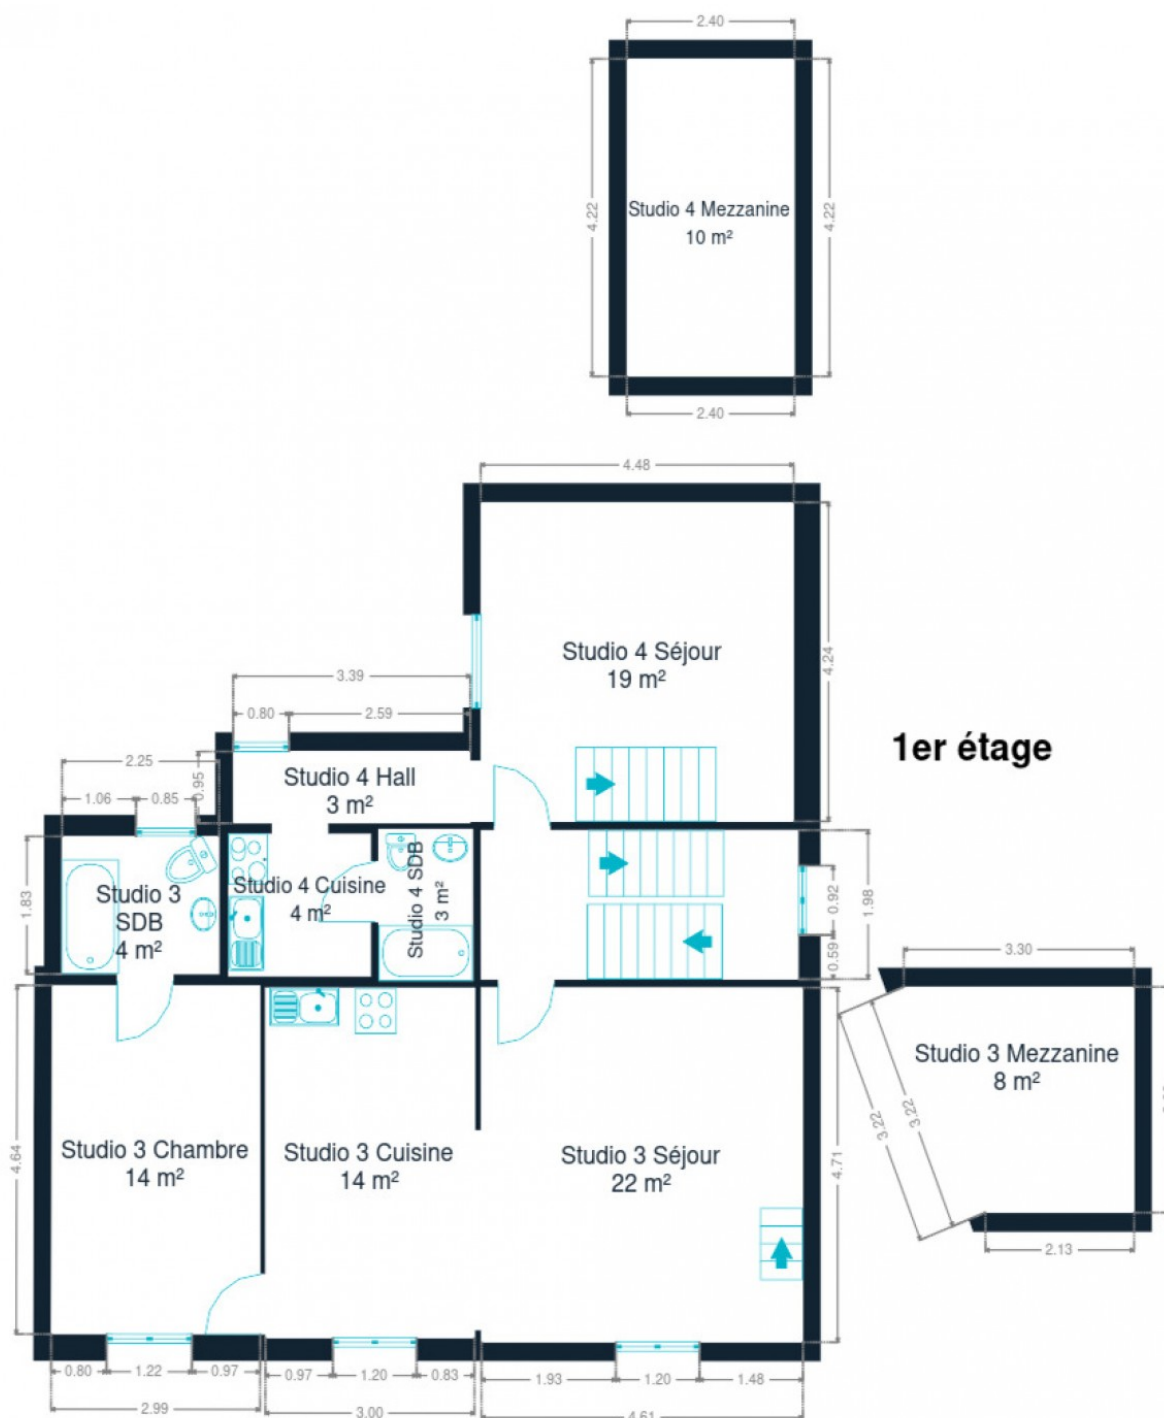 2.40
4.22
4.22
Studio 4 Mezzanine
10 m²
2.40
4.48
Studio 4 Séjour
19 m²
4.24
3.39
0.80
2.59
1er étage
Studio 4 Hall
3 m²
0.95
2.25
1.06
0.85
Studio 3
SDB
4 m²
1.83
Studio 4 Cuisine
4 m²
Studio 4 SDB
3 m²
0.92
1.98
0.59
3.30
Studio 3 Mezzanine
8 m²
3.22
3.22
2.13
4.64
Studio 3 Chambre
14 m²
Studio 3 Cuisine
14 m²
Studio 3 Séjour
22 m²
4.71
0.80
1.22
0.97
0.97
1.20
0.83
1.93
1.20
1.48
2.99
3.00
4.61